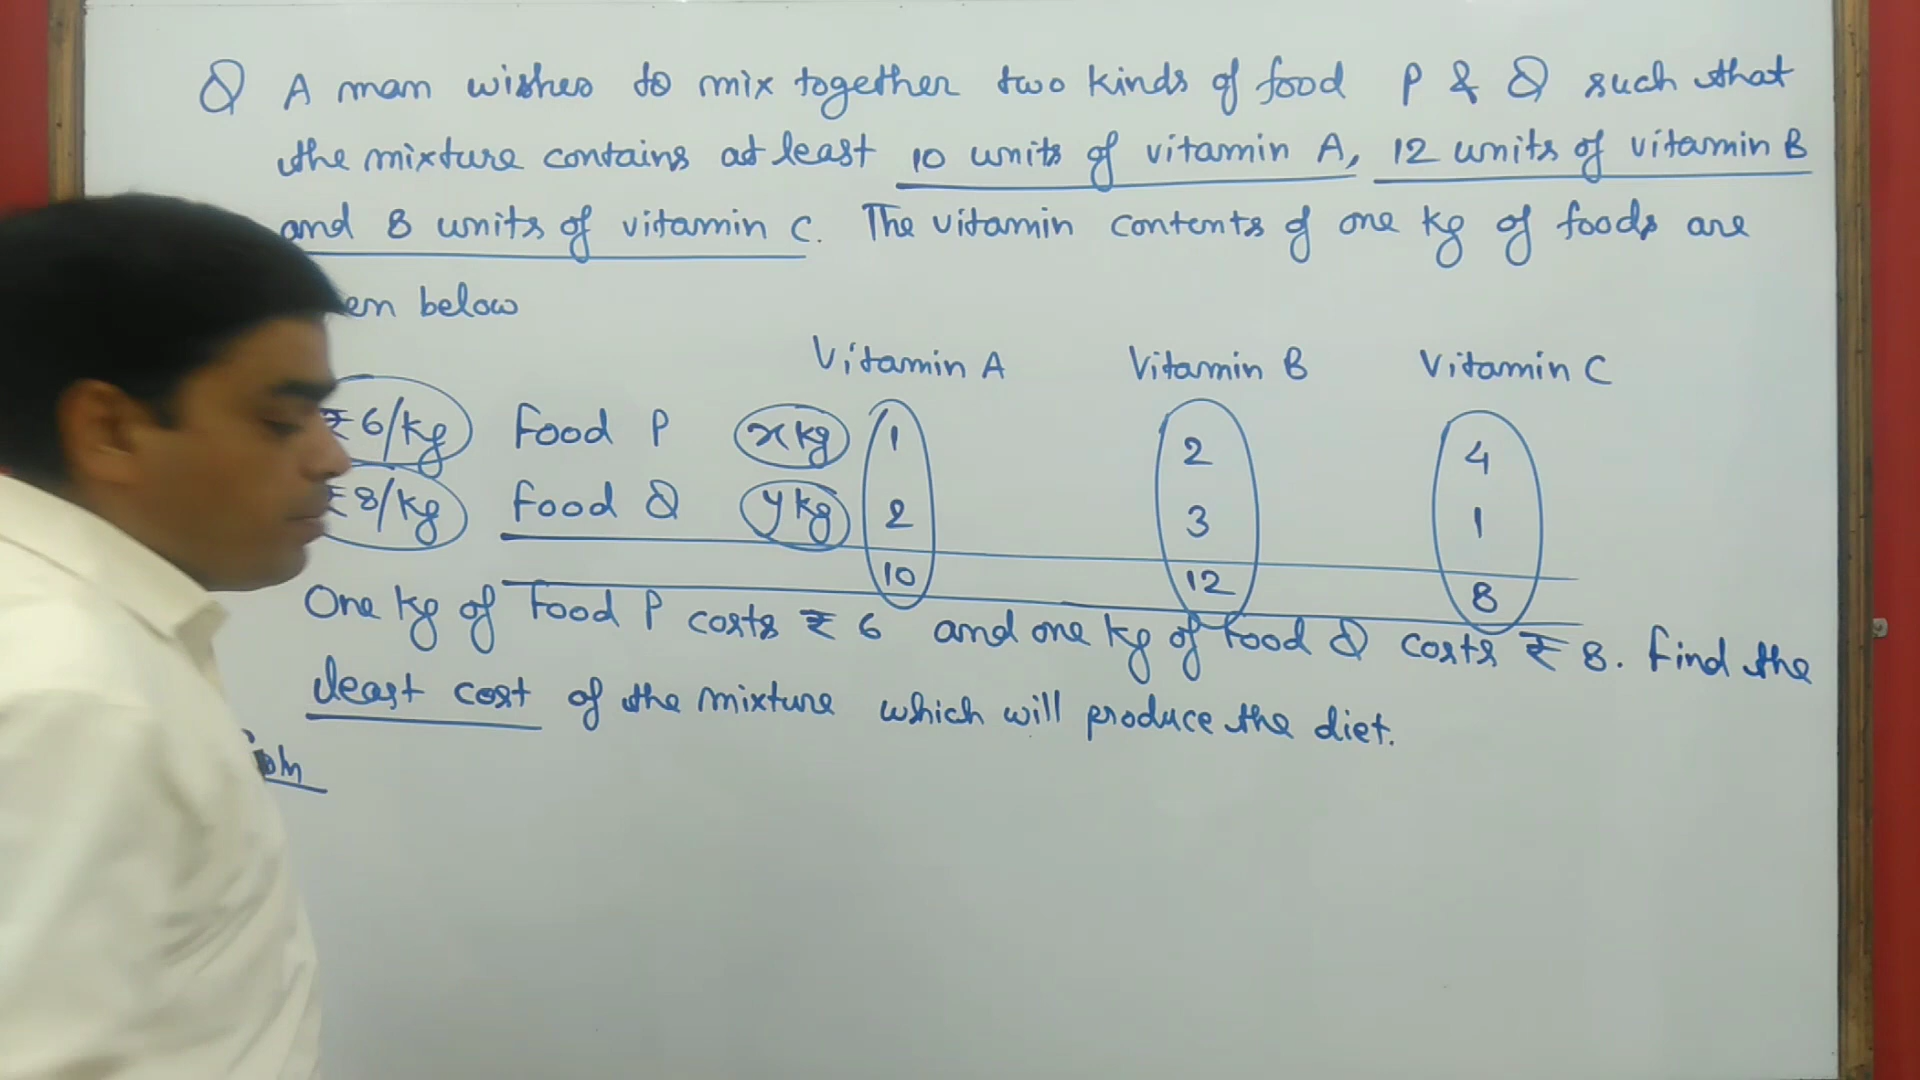 Q A man wishes to mix together two kinds of food P & Q such that
the mixture contains at least 10 units of vitamin A, 12 units of vitamin B
and 8 units of vitamin C. The vitamin contents of one kg of foods are
en below
Vitamin A Vitamin B Vitamin C
₹6/kg Food P x kg 1 2 4
₹8/kg Food Q y kg 2 3 1
10 12 8
One kg of Food P costs ₹ 6 and one kg of Food Q costs ₹ 8. Find the
least cost of the mixture which will produce the diet.